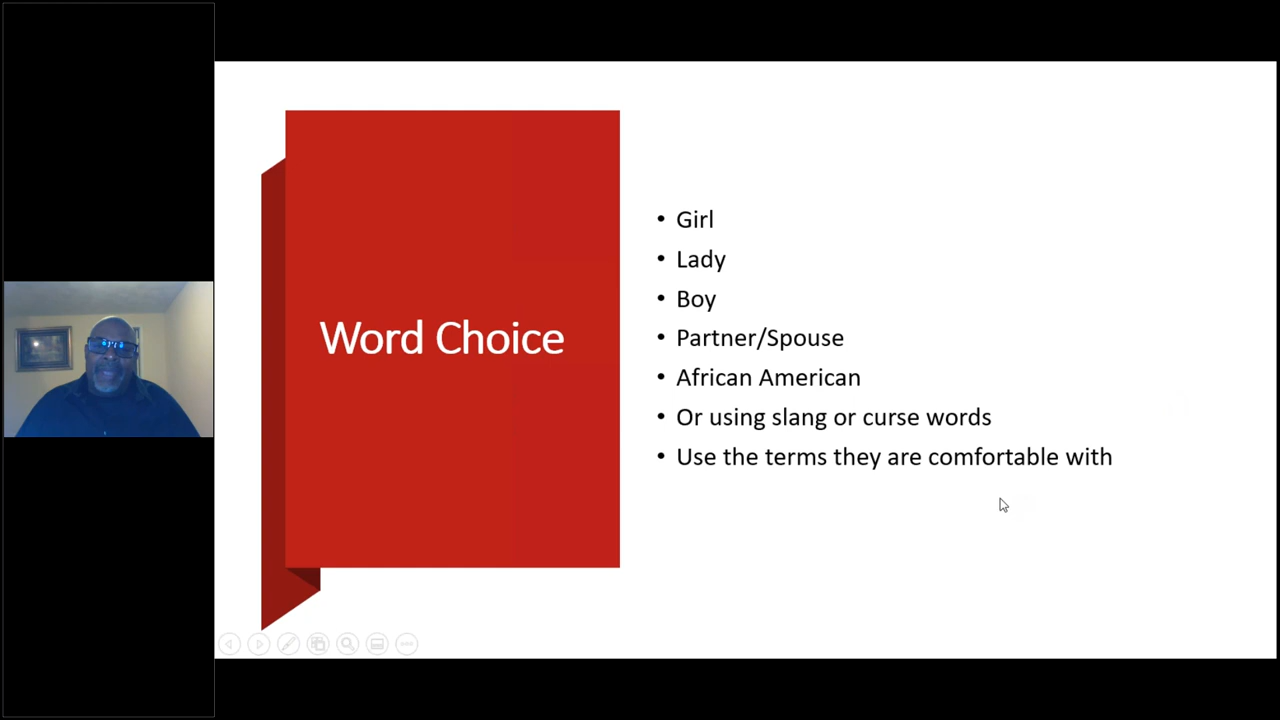 Word Choice
• Girl
• Lady
• Boy
• Partner/Spouse
• African American
• Or using slang or curse words
• Use the terms they are comfortable with